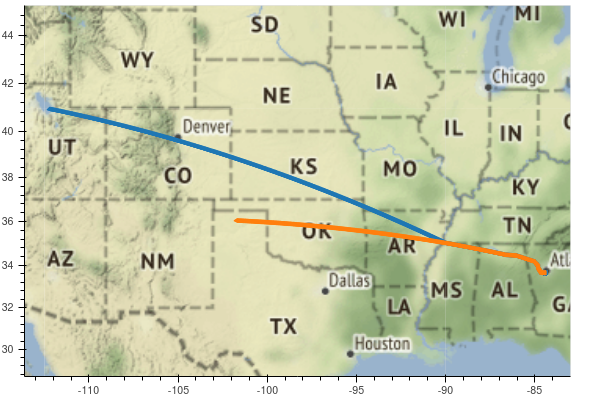 MI
WI
SD
44
WY
Chicago
42
IA
NE
IL
IN
Denver
40
UT
KS
MO
CO
KY
38
TN
36
OK
AR
AZ
NM
Atla
34
Dallas
MS
AL
LA
GA
32
TX
Houston
30
-110
-105
-100
-95
-90
-85